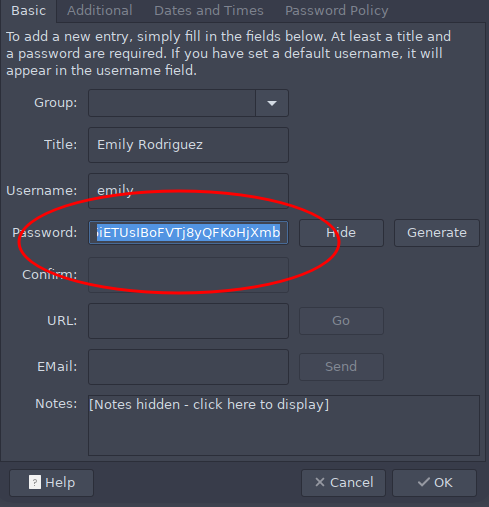 Basic Additional Dates and Times Password Policy
To add a new entry, simply fill in the fields below. At least a title and
a password are required. If you have set a default username, it will
appear in the username field.
Group:
Title: Emily Rodriguez
Username: emily
Password: Hide Generate
Confirm:
URL: Go
EMail: Send
Notes: [Notes hidden - click here to display]
? Help Cancel OK